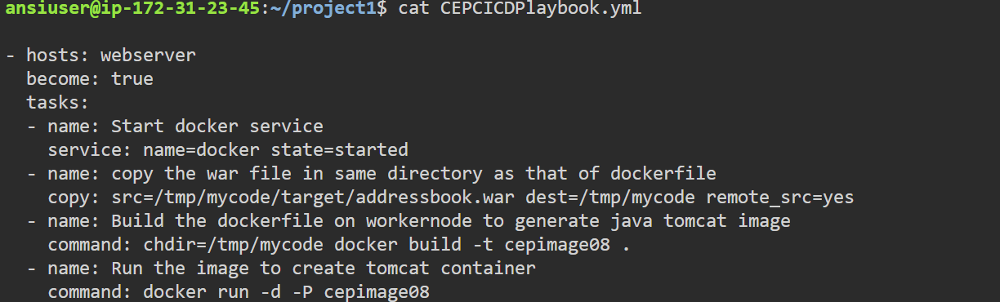 ansiuser@ip-172-31-23-45:~/project1$ cat CEPCICDPlaybook.yml
- hosts: webserver
  become: true
  tasks:
  - name: Start docker service
    service: name=docker state=started
  - name: copy the war file in same directory as that of dockerfile
    copy: src=/tmp/mycode/target/addressbook.war dest=/tmp/mycode remote_src=yes
  - name: Build the dockerfile on workernode to generate java tomcat image
    command: chdir=/tmp/mycode docker build -t cepimage08 .
  - name: Run the image to create tomcat container
    command: docker run -d -P cepimage08